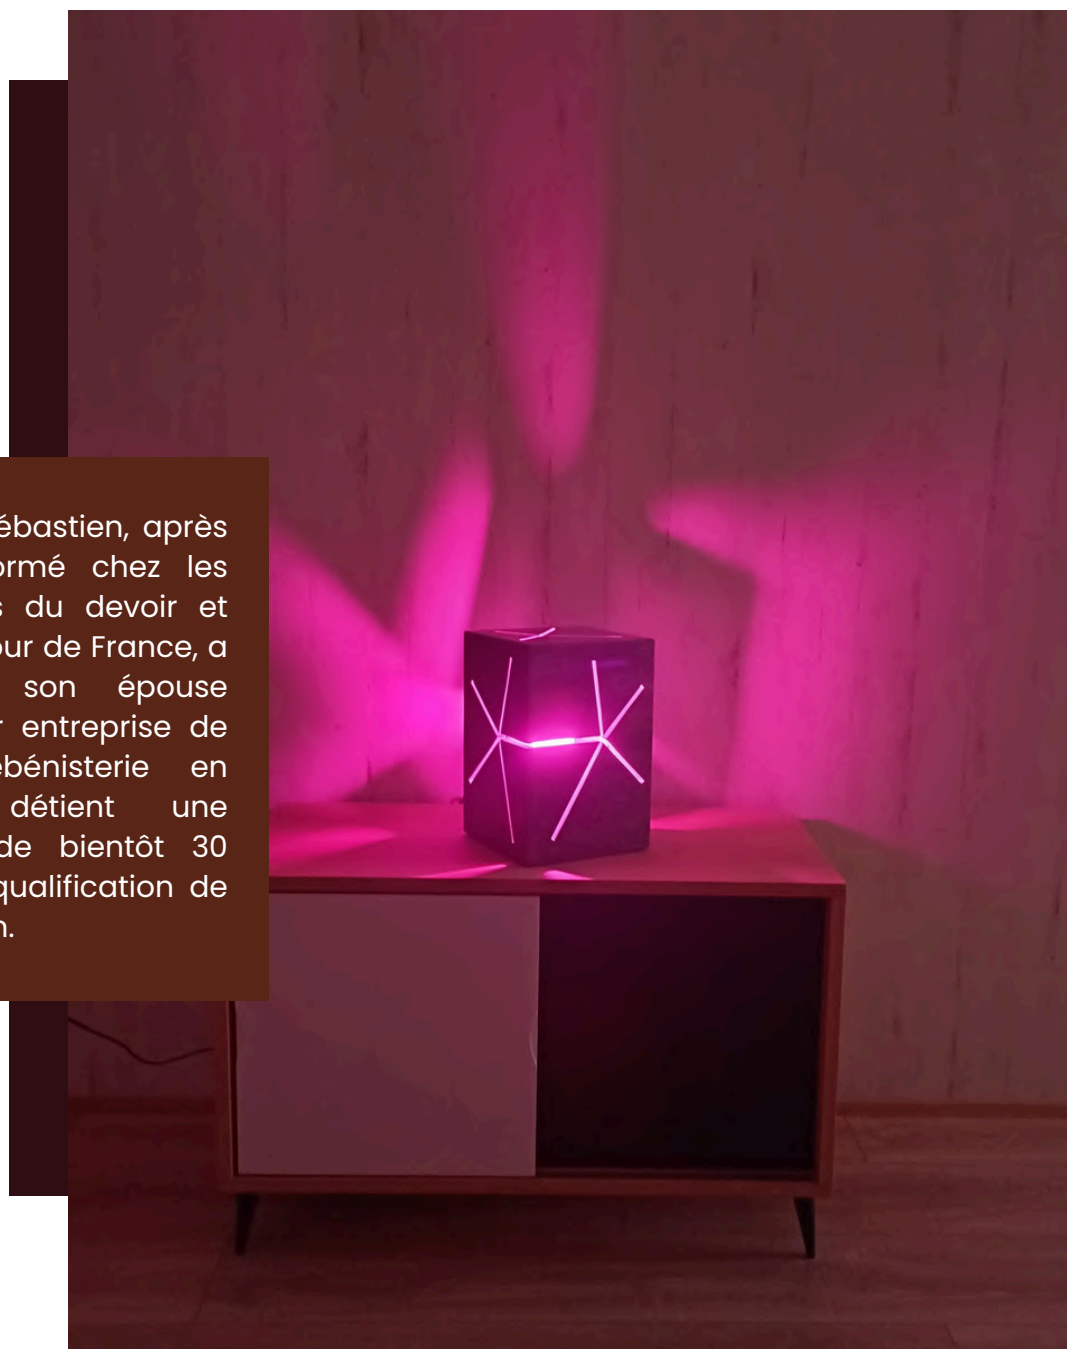 ébastien, après
ormé chez les
s du devoir et
our de France, a
son épouse
r entreprise de
ébénisterie en
détient une
de bientôt 30
qualification de
n.